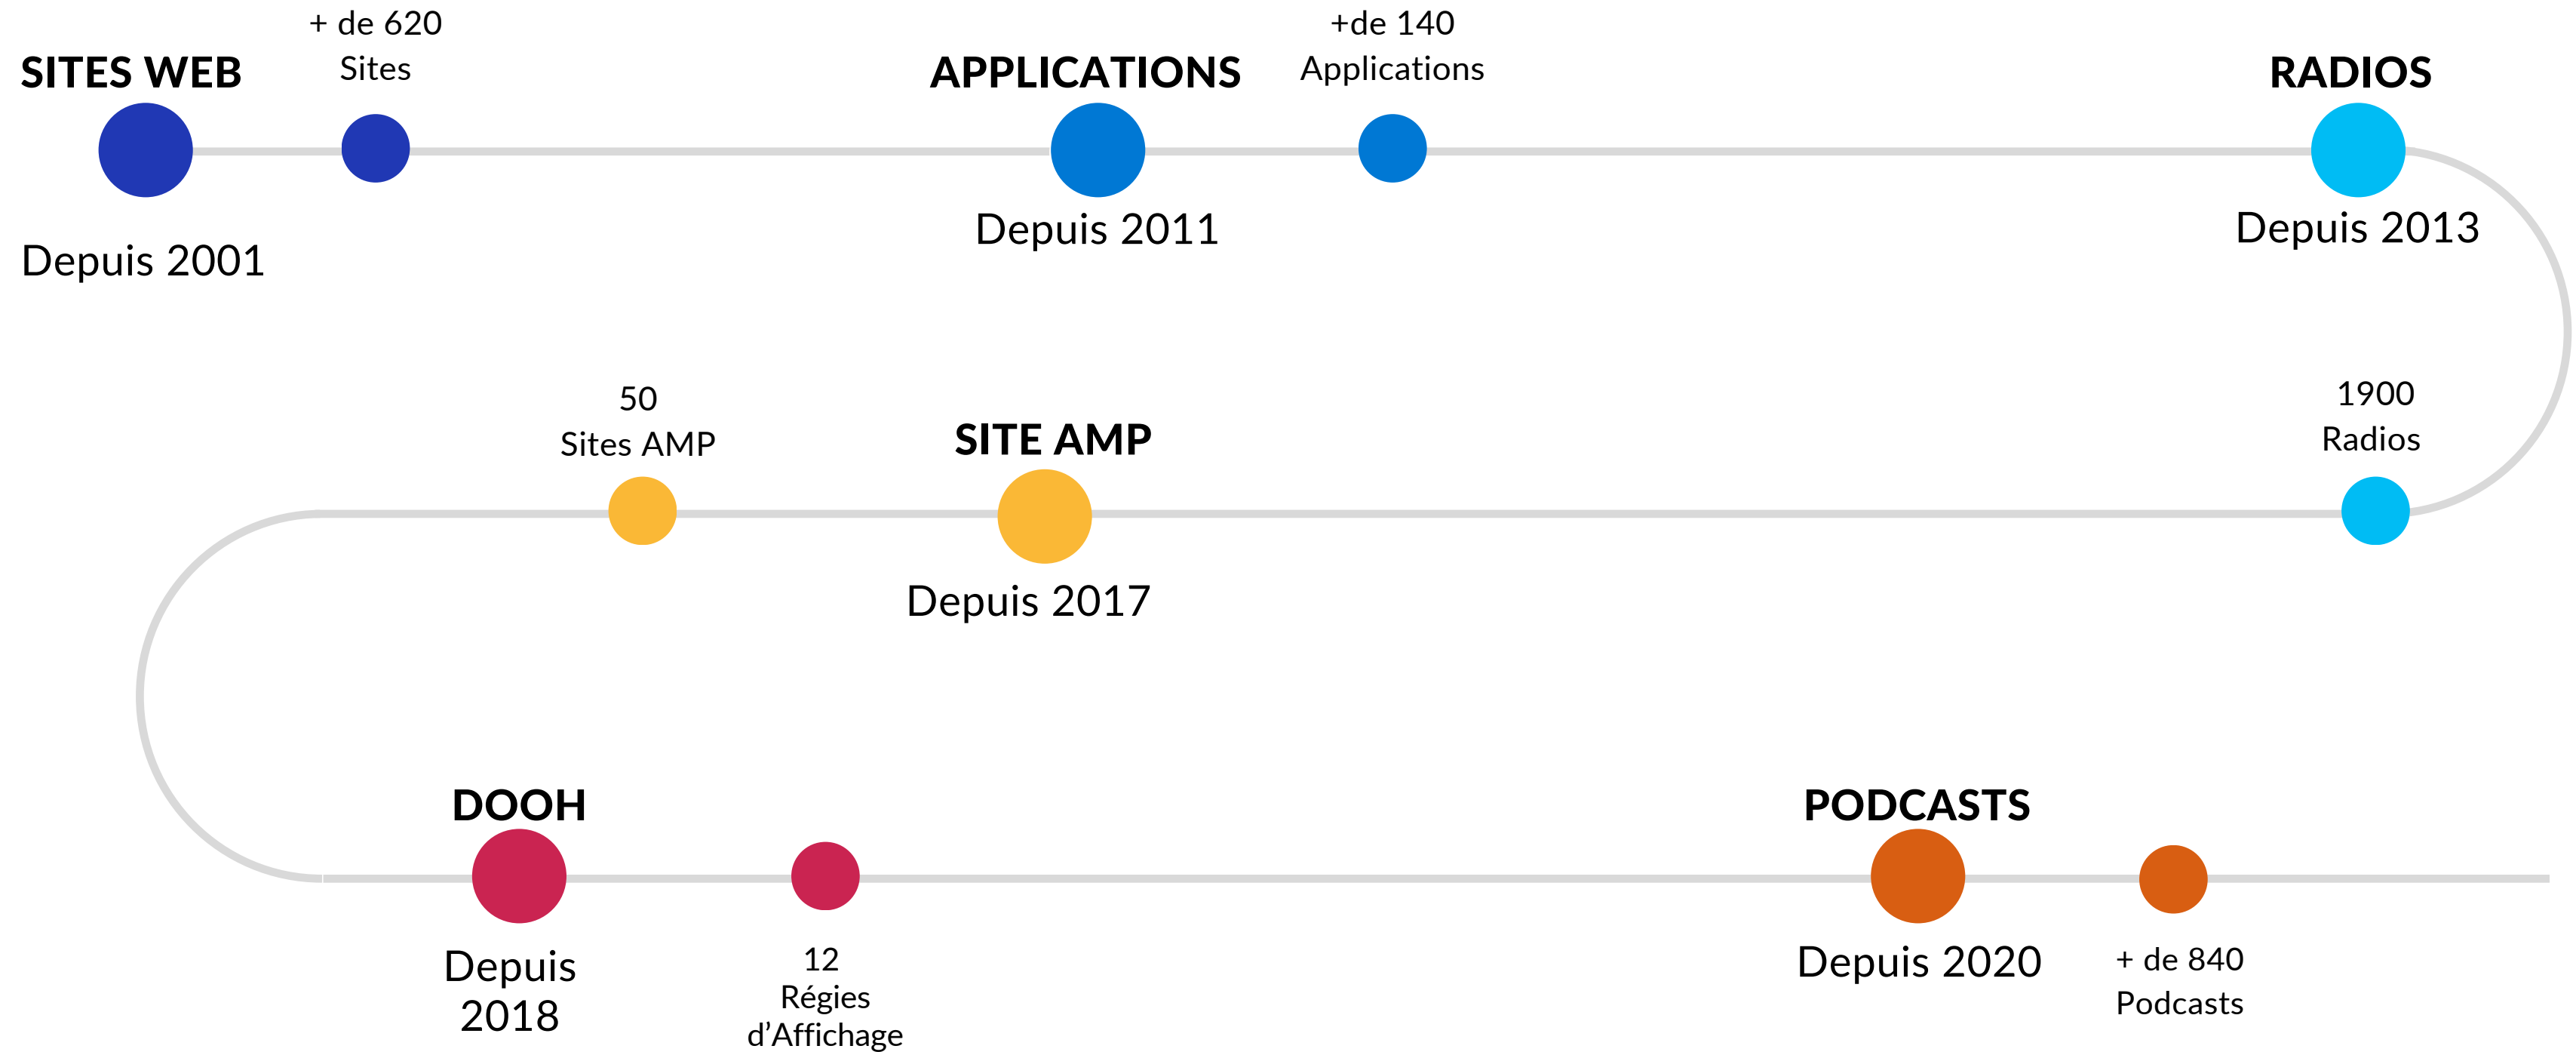 SITES WEB
+ de 620
Sites
Depuis 2001
APPLICATIONS
+de 140
Applications
Depuis 2011
RADIOS
Depuis 2013
1900
Radios
SITE AMP
Depuis 2017
50
Sites AMP
DOOH
Depuis
2018
12
Régies
d’Affichage
PODCASTS
Depuis 2020
+ de 840
Podcasts